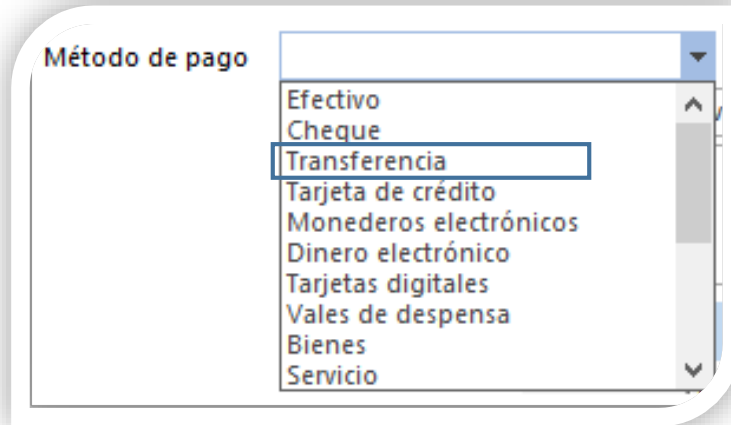 Método de pago
Efectivo
Cheque
Transferencia
Tarjeta de crédito
Monederos electrónicos
Dinero electrónico
Tarjetas digitales
Vales de despensa
Bienes
Servicio